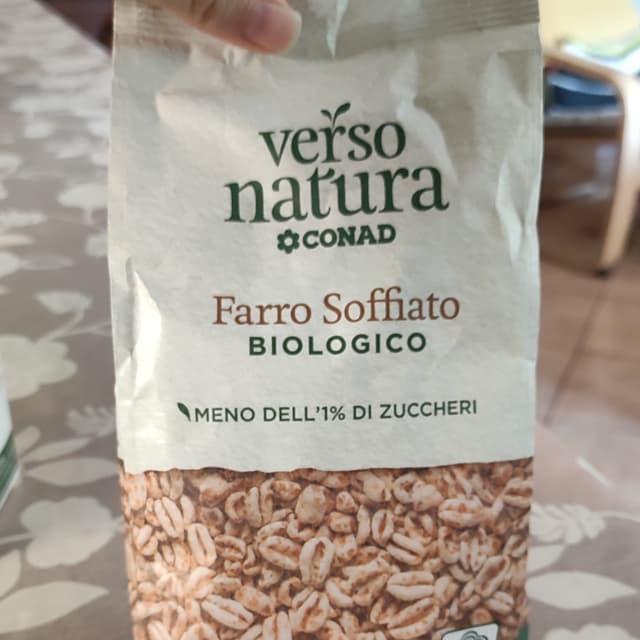 verso
natura
CONAD
Farro Soffiato
BIOLOGICO
MENO DELL'1% DI ZUCCHERI